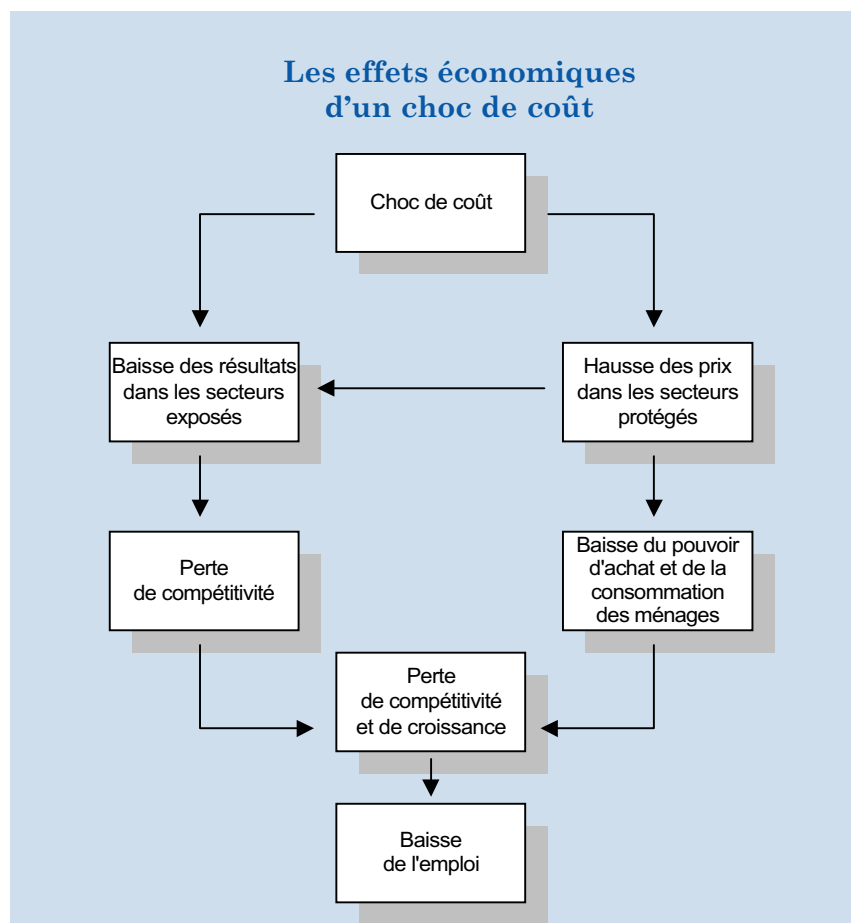 Les effets économiques
d'un choc de coût
Choc de coût
Baisse des résultats
dans les secteurs
exposés
Hausse des prix
dans les secteurs
protégés
Perte
de compétitivité
Baisse du pouvoir
d'achat et de la
consommation
des ménages
Perte
de compétitivité
et de croissance
Baisse
de l'emploi